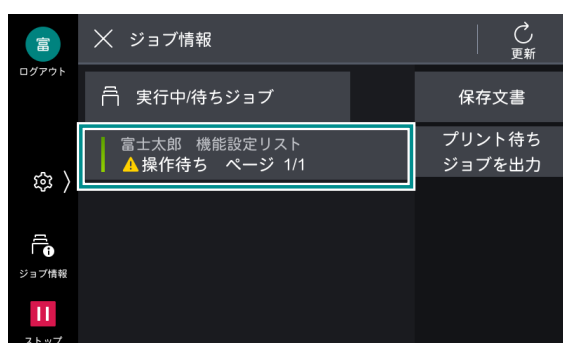 富
ログアウト
ジョブ情報
更新
実行中/待ちジョブ
保存文書
富士太郎 機能設定リスト
操作待ち ページ 1/1
プリント待ち
ジョブを出力
ジョブ情報
ストップ